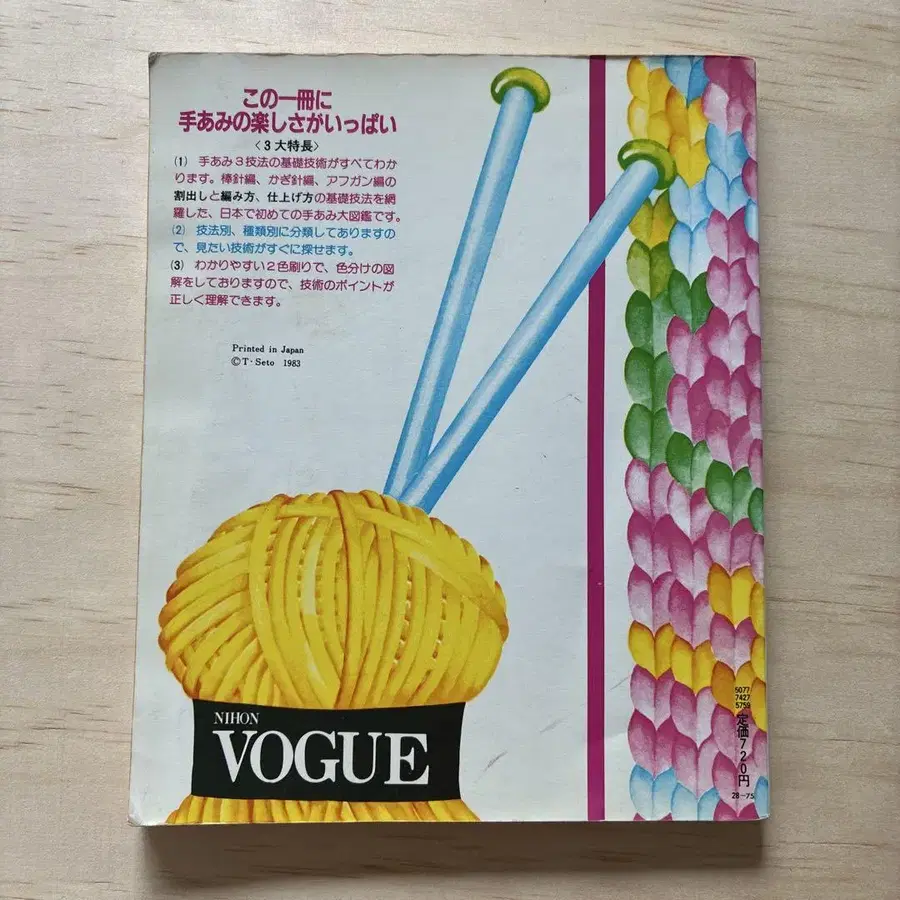 この一冊に
手あみの楽しさがいっぱい
〈3大特長〉
(1) 手あみ3技法の基礎技術がすべてわか
ります。棒針編、かぎ針編、アフガン編の
割出しと編み方、仕上げ方の基礎技法を網
羅した、日本で初めての手あみ大図鑑です。
(2) 技法別、種類別に分類してありますの
で、見たい技術がすぐに探せます。
(3) わかりやすい2色刷りで、色分けの図
解をしておりますので、技術のポイントが
正しく理解できます。
Printed in Japan
©T·Seto 1983
NIHON
VOGUE
5077
7427
5759
定価720円
28-75